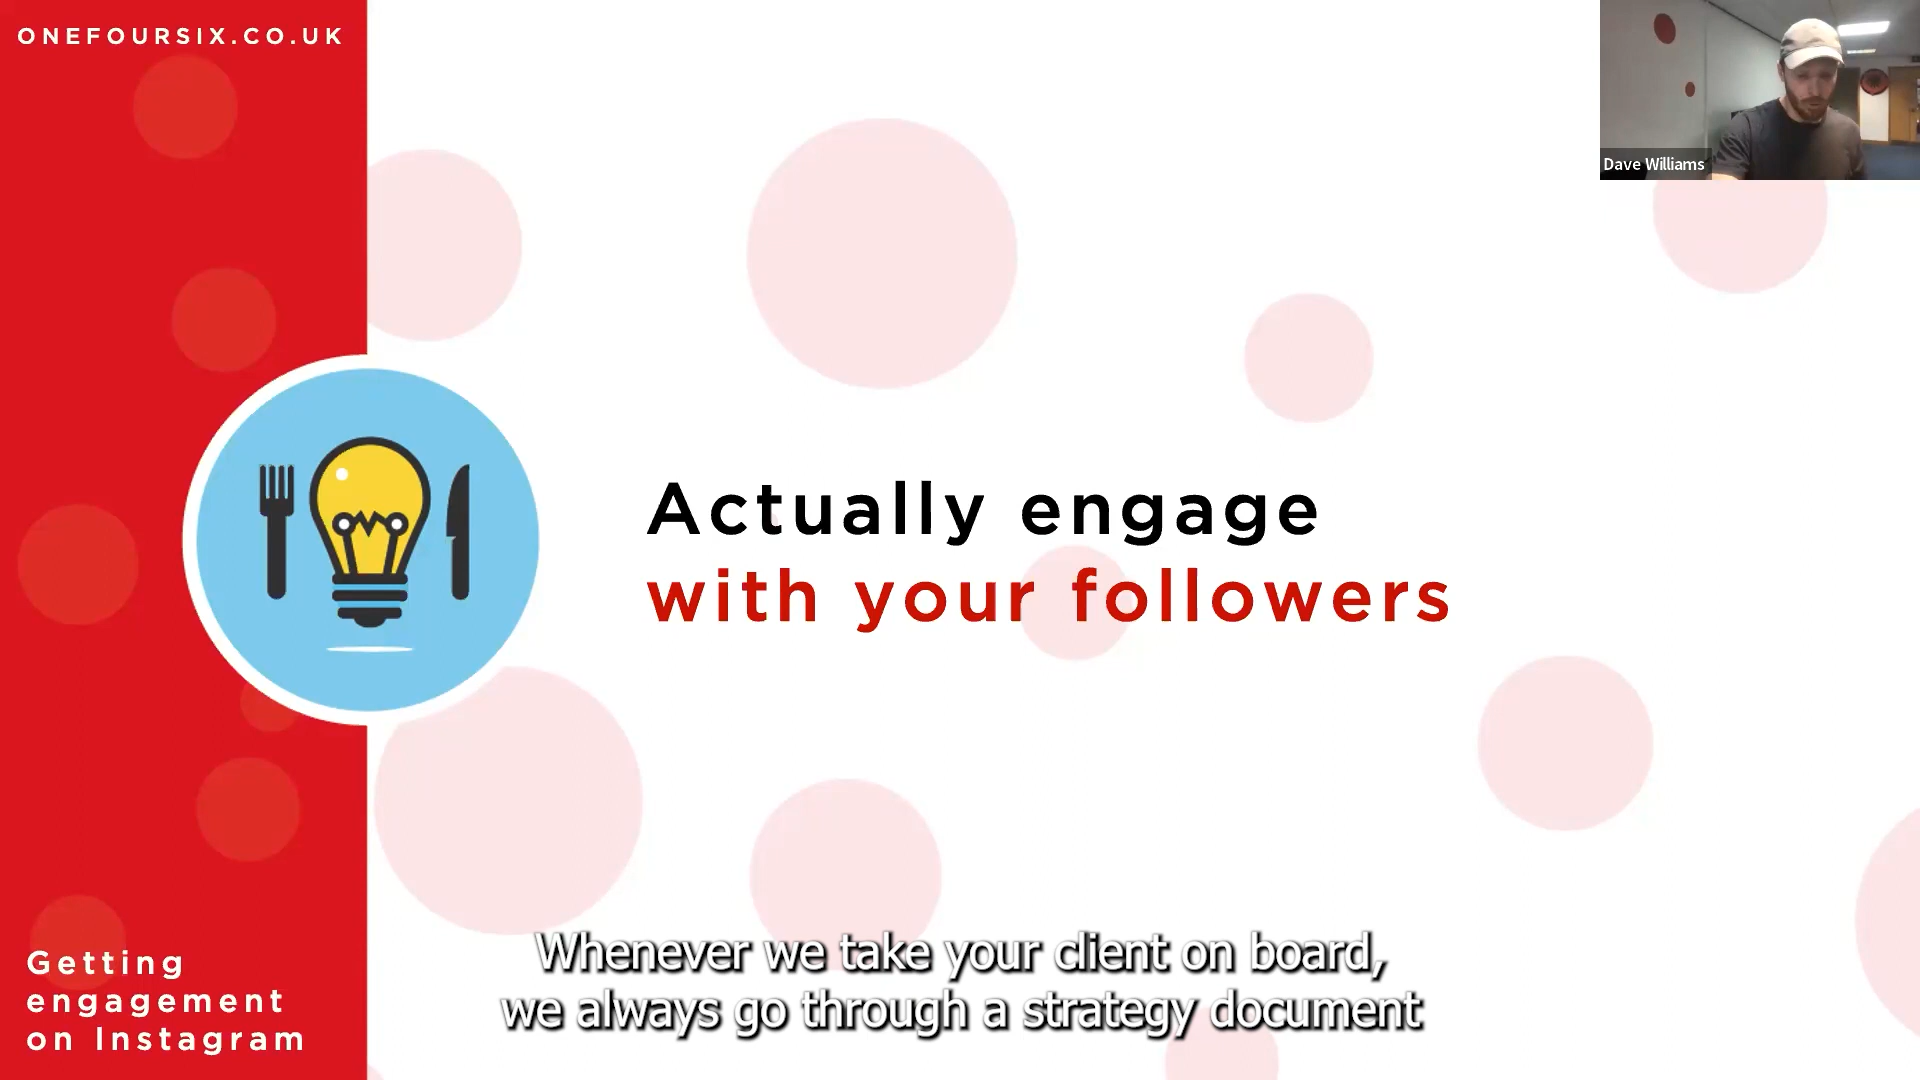 ONEFOURSIX.CO.UK
Dave Williams
Actually engage
with your followers
Getting
engagement
on Instagram
Whenever we take your client on board,
we always go through a strategy document